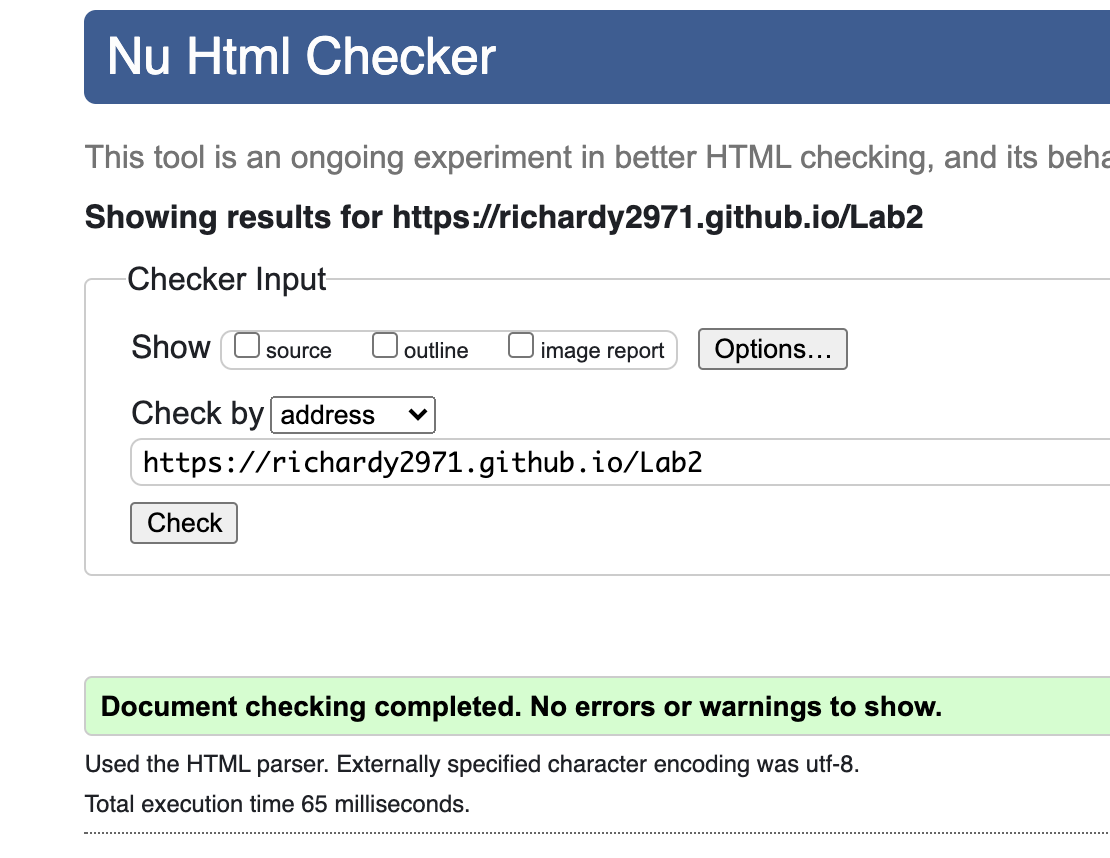 Nu Html Checker
This tool is an ongoing experiment in better HTML checking, and its
Showing results for https://richardy2971.github.io/Lab2
Checker Input
Show source outline image report Options...
Check by address
https://richardy2971.github.io/Lab2
Check
Document checking completed. No errors or warnings to show.
Used the HTML parser. Externally specified character encoding was utf-8.
Total execution time 65 milliseconds.